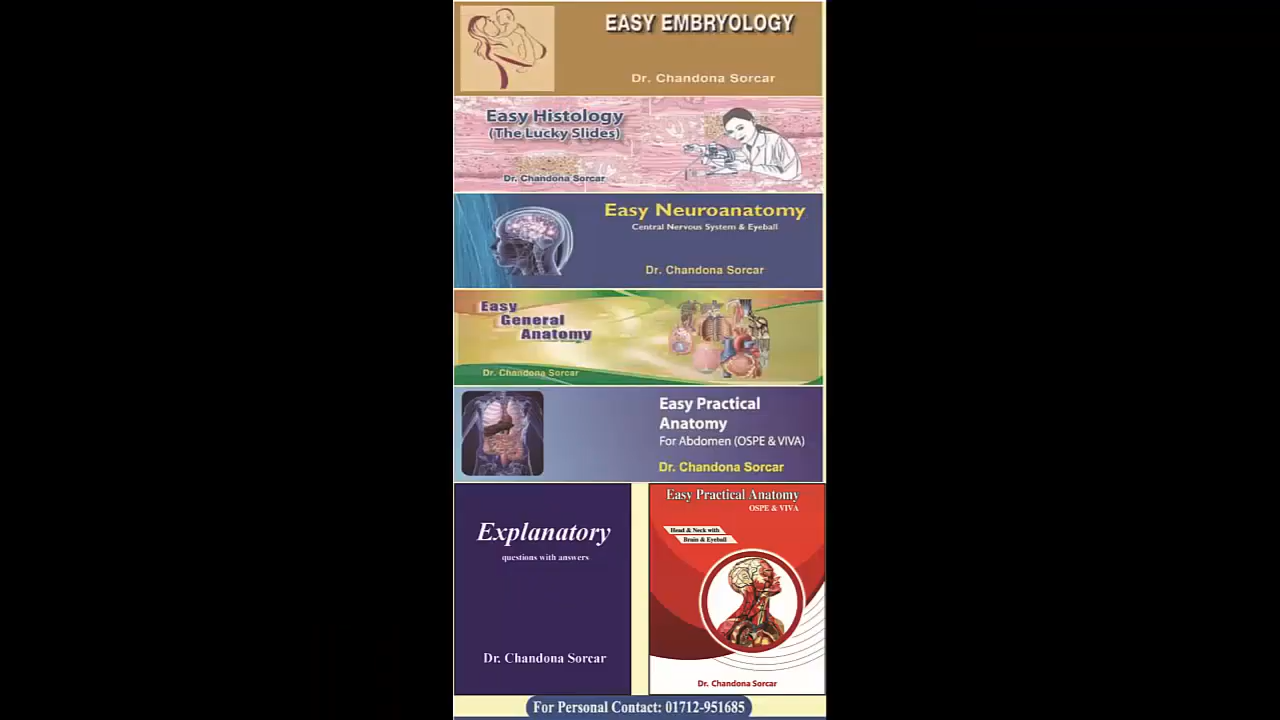 EASY EMBRYOLOGY
Dr. Chandona Sorcar
Easy Histology
(The Lucky Slides)
Dr. Chandona Sorcar
Easy Neuroanatomy
Central Nervous System & Eyeball
Dr. Chandona Sorcar
Easy
General
Anatomy
Dr. Chandona Sorcar
Easy Practical
Anatomy
For Abdomen (OSPE & VIVA)
Dr. Chandona Sorcar
Explanatory
questions with answers
Dr. Chandona Sorcar
Easy Practical Anatomy
OSPE & VIVA
Head & Neck with
Brain & Eyeball
Dr. Chandona Sorcar
For Personal Contact: 01712-951685